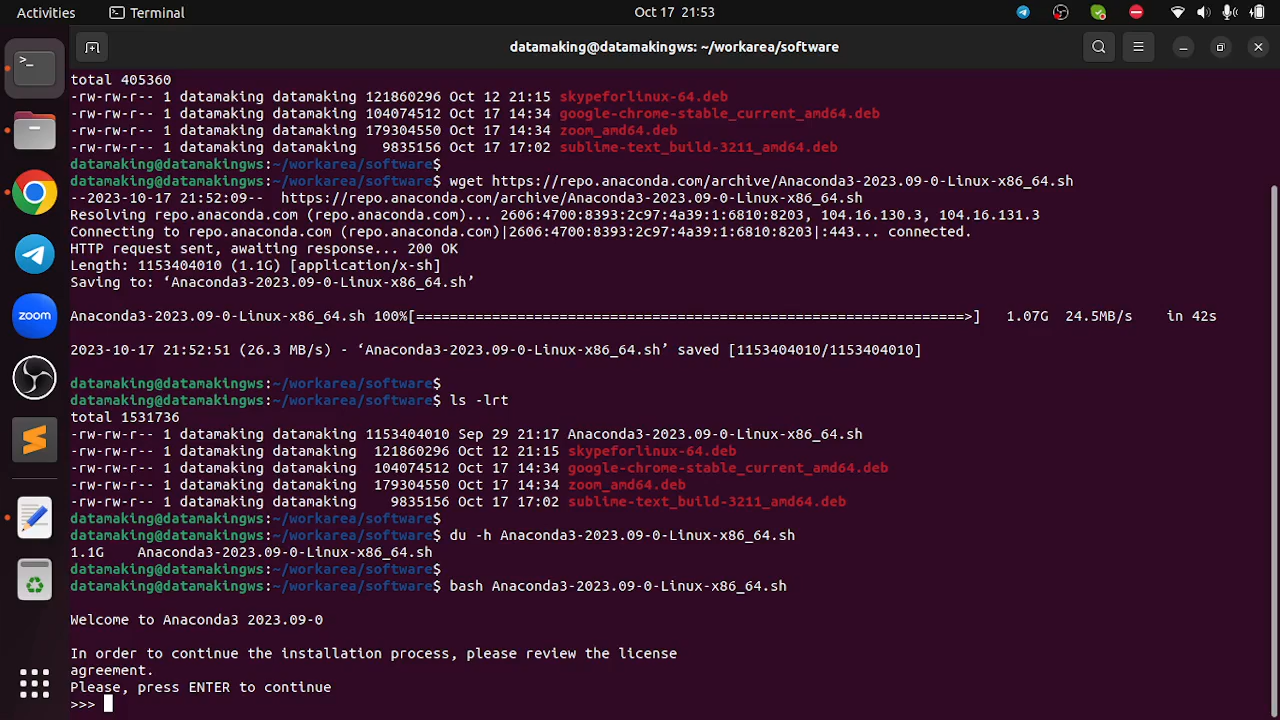 Activities Terminal Oct 17 21:53
datamaking@datamakingws: ~/workarea/software
total 405360
-rw-rw-r-- 1 datamaking datamaking 121860296 Oct 12 21:15 skypeforlinux-64.deb
-rw-rw-r-- 1 datamaking datamaking 104074512 Oct 17 14:34 google-chrome-stable_current_amd64.deb
-rw-rw-r-- 1 datamaking datamaking 179304550 Oct 17 14:34 zoom_amd64.deb
-rw-rw-r-- 1 datamaking datamaking   9835156 Oct 17 17:02 sublime-text_build-3211_amd64.deb
datamaking@datamakingws:~/workarea/software$
datamaking@datamakingws:~/workarea/software$ wget https://repo.anaconda.com/archive/Anaconda3-2023.09-0-Linux-x86_64.sh
--2023-10-17 21:52:09--  https://repo.anaconda.com/archive/Anaconda3-2023.09-0-Linux-x86_64.sh
Resolving repo.anaconda.com (repo.anaconda.com)... 2606:4700:8393:2c97:4a39:1:6810:8203, 104.16.130.3, 104.16.131.3
Connecting to repo.anaconda.com (repo.anaconda.com)|2606:4700:8393:2c97:4a39:1:6810:8203|:443... connected.
HTTP request sent, awaiting response... 200 OK
Length: 1153404010 (1.1G) [application/x-sh]
Saving to: ‘Anaconda3-2023.09-0-Linux-x86_64.sh’
Anaconda3-2023.09-0-Linux-x86_64.sh 100%[=================================================================>]   1.07G  24.5MB/s    in 42s
2023-10-17 21:52:51 (26.3 MB/s) - ‘Anaconda3-2023.09-0-Linux-x86_64.sh’ saved [1153404010/1153404010]
datamaking@datamakingws:~/workarea/software$
datamaking@datamakingws:~/workarea/software$ ls -lrt
total 1531736
-rw-rw-r-- 1 datamaking datamaking 1153404010 Sep 29 21:17 Anaconda3-2023.09-0-Linux-x86_64.sh
-rw-rw-r-- 1 datamaking datamaking  121860296 Oct 12 21:15 skypeforlinux-64.deb
-rw-rw-r-- 1 datamaking datamaking  104074512 Oct 17 14:34 google-chrome-stable_current_amd64.deb
-rw-rw-r-- 1 datamaking datamaking  179304550 Oct 17 14:34 zoom_amd64.deb
-rw-rw-r-- 1 datamaking datamaking    9835156 Oct 17 17:02 sublime-text_build-3211_amd64.deb
datamaking@datamakingws:~/workarea/software$
datamaking@datamakingws:~/workarea/software$ du -h Anaconda3-2023.09-0-Linux-x86_64.sh
1.1G    Anaconda3-2023.09-0-Linux-x86_64.sh
datamaking@datamakingws:~/workarea/software$
datamaking@datamakingws:~/workarea/software$ bash Anaconda3-2023.09-0-Linux-x86_64.sh
Welcome to Anaconda3 2023.09-0
In order to continue the installation process, please review the license
agreement.
Please, press ENTER to continue
>>>
zoom